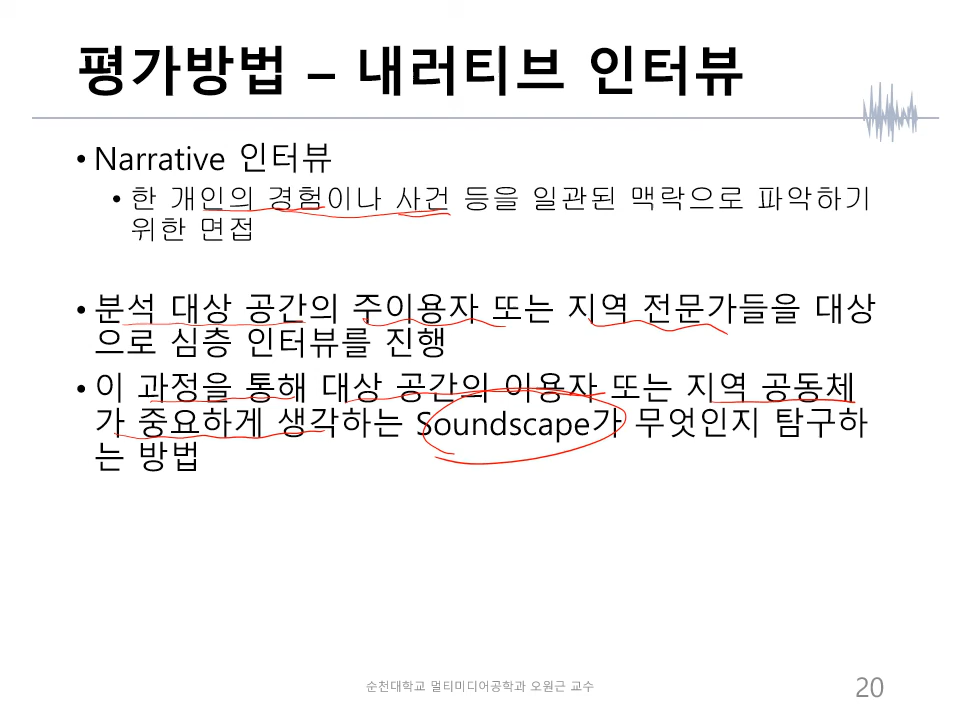 평가방법 – 내러티브 인터뷰
• Narrative 인터뷰
• 한 개인의 경험이나 사건 등을 일관된 맥락으로 파악하기
위한 면접
• 분석 대상 공간의 주이용자 또는 지역 전문가들을 대상
으로 심층 인터뷰를 진행
• 이 과정을 통해 대상 공간의 이용자 또는 지역 공동체
가 중요하게 생각하는 Soundscape가 무엇인지 탐구하
는 방법
순천대학교 멀티미디어공학과 오원근 교수
20